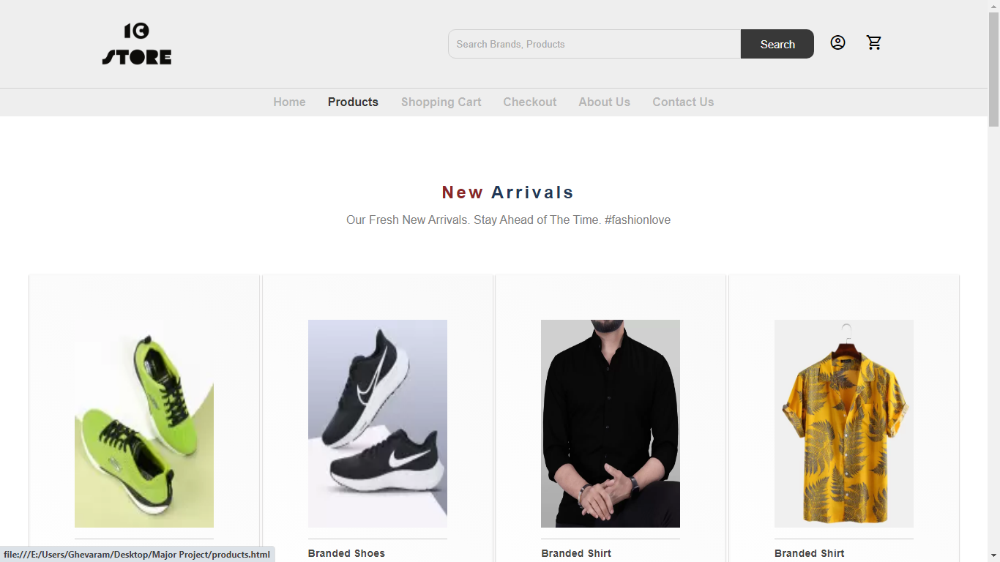 10
STORE
Search Brands, Products
Search
Home Products Shopping Cart Checkout About Us Contact Us
New Arrivals
Our Fresh New Arrivals. Stay Ahead of The Time. #fashionlove
Branded Shoes
Branded Shirt
Branded Shirt
file:///E:/Users/Ghevaram/Desktop/Major Project/products.html